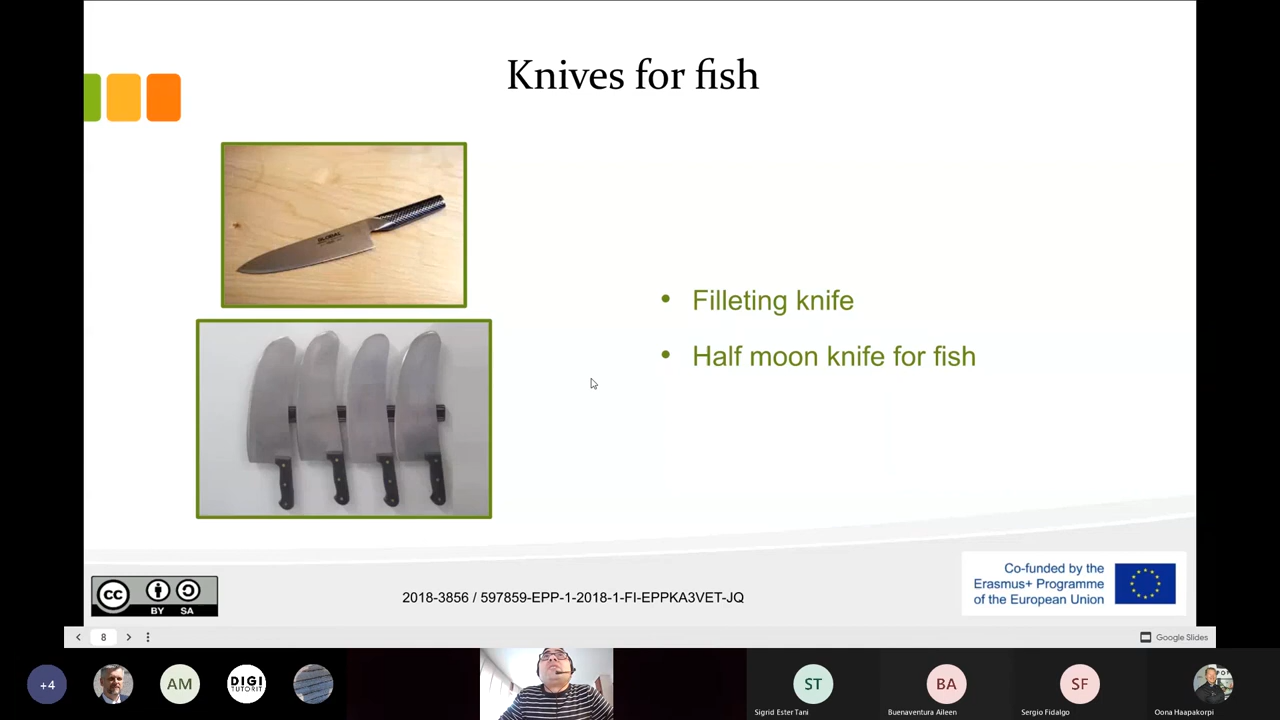 Knives for fish
GLOBAL
• Filleting knife
• Half moon knife for fish
cc
BY SA
2018-3856 / 597859-EPP-1-2018-1-FI-EPPKA3VET-JQ
Co-funded by the
Erasmus+ Programme
of the European Union
8
Google Slides
+4
AM
DIGI
TUTORIT
ST
BA
SF
Sigrid Ester Tani
Buenaventura Aileen
Sergio Fidalgo
Oona Haapakorpi